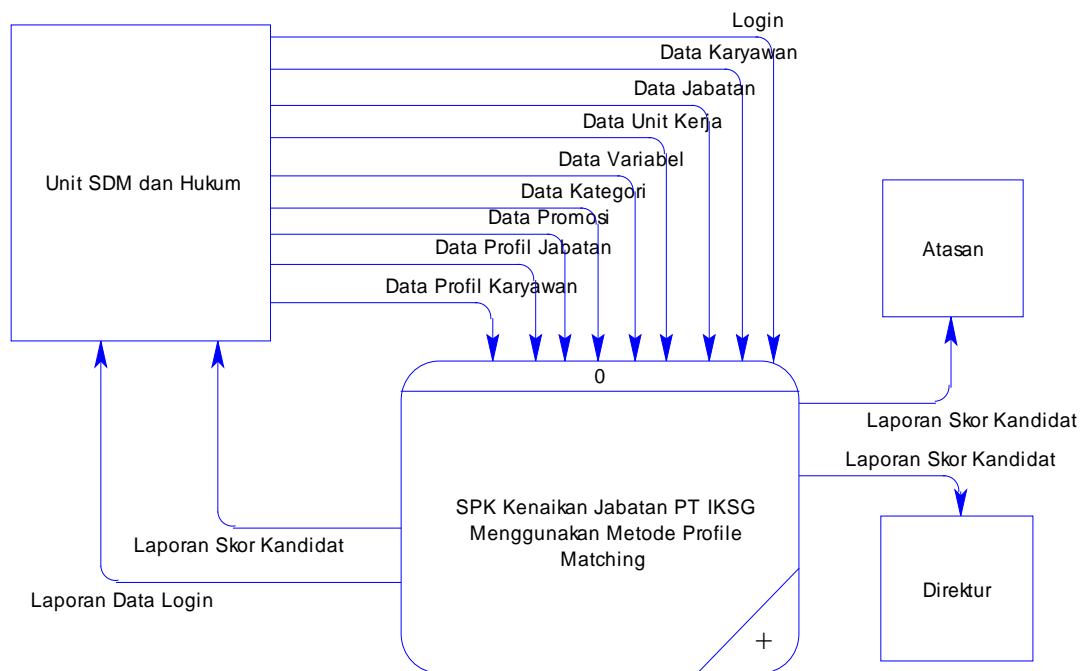 Login
Data Karyawan
Data Jabatan
Data Unit Kerja
Data Variabel
Data Kategori
Data Promosi
Data Profil Jabatan
Data Profil Karyawan
Unit SDM dan Hukum
Atasan
0
Laporan Skor Kandidat
Laporan Skor Kandidat
SPK Kenaikan Jabatan PT IKSG
Menggunakan Metode Profile
Matching
Laporan Skor Kandidat
Laporan Data Login
Direktur
+